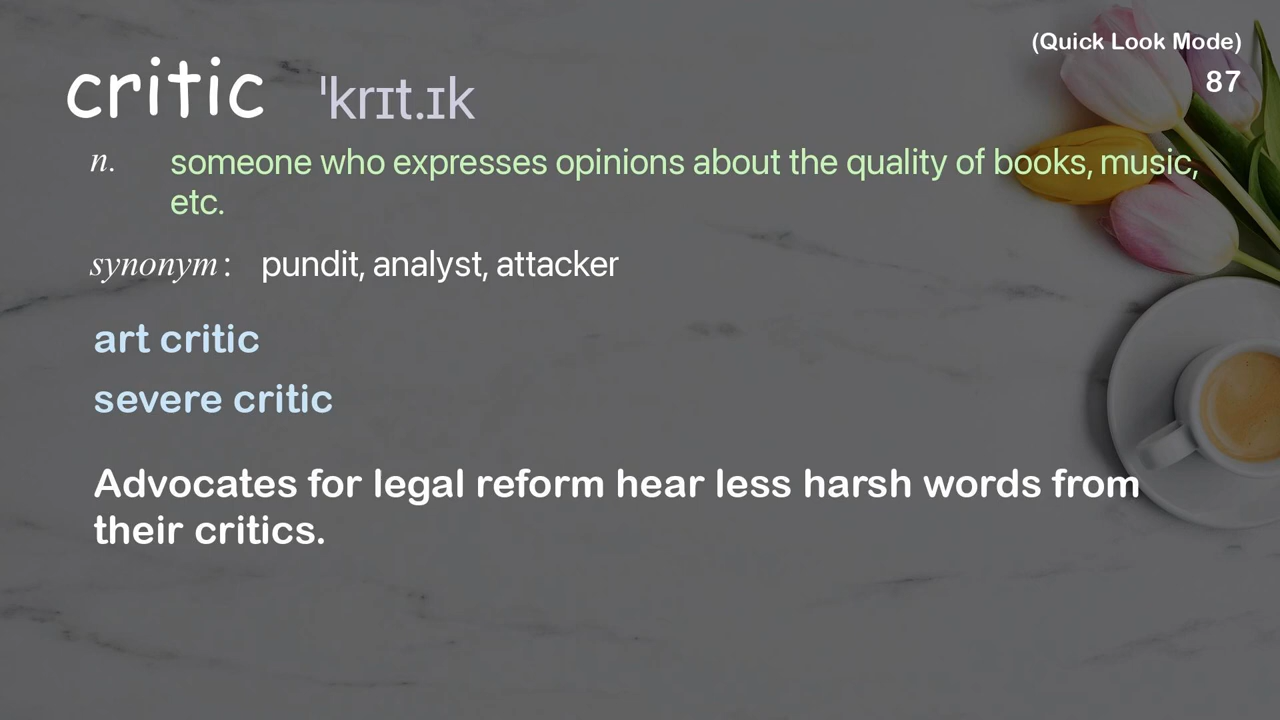 (Quick Look Mode)
87
critic ˈkrɪt.ɪk
n. someone who expresses opinions about the quality of books, music,
etc.
synonym : pundit, analyst, attacker
art critic
severe critic
Advocates for legal reform hear less harsh words from
their critics.